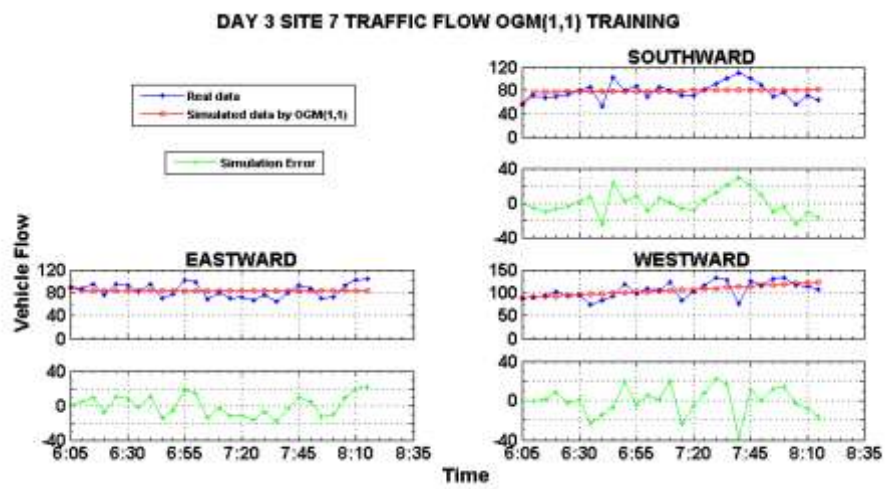 DAY 3 SITE 7 TRAFFIC FLOW OGM(1,1) TRAINING
Real data
Simulated data by OGM(1,1)
Simulation Error
SOUTHWARD
120
80
40
0
40
0
-40
Vehicle Flow
EASTWARD
120
80
40
0
40
0
-40
6:05 6:30 6:55 7:20 7:45 8:10 8:35
WESTWARD
150
100
50
0
40
0
-40
6:05 6:30 6:55 7:20 7:45 8:10 8:35
Time